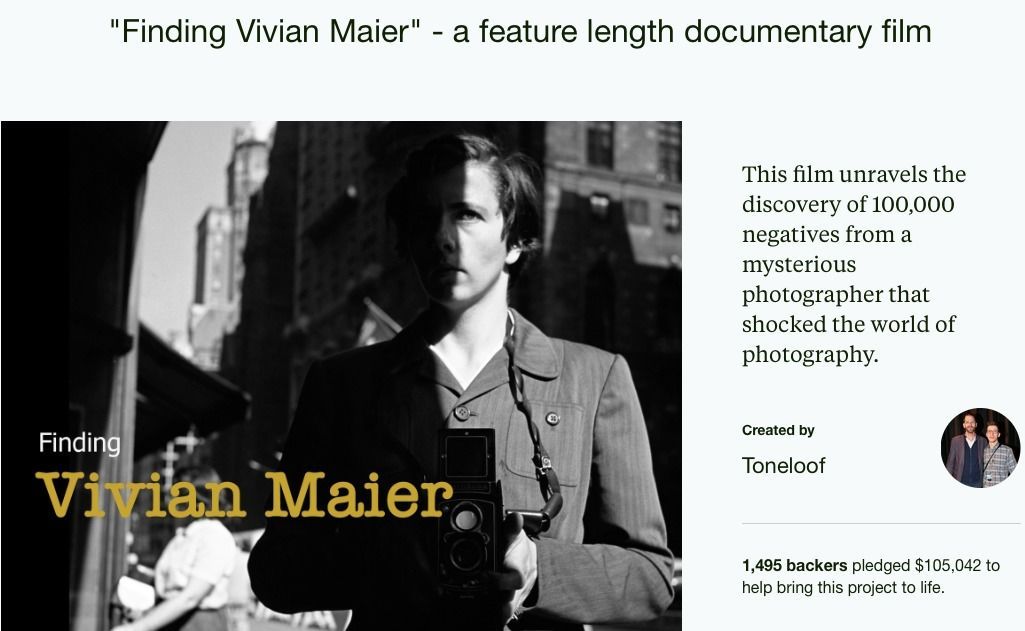 "Finding Vivian Maier" - a feature length documentary film
Finding
Vivian Maier
This film unravels the
discovery of 100,000
negatives from a
mysterious
photographer that
shocked the world of
photography.
Created by
Toneloof
1,495 backers pledged $105,042 to
help bring this project to life.